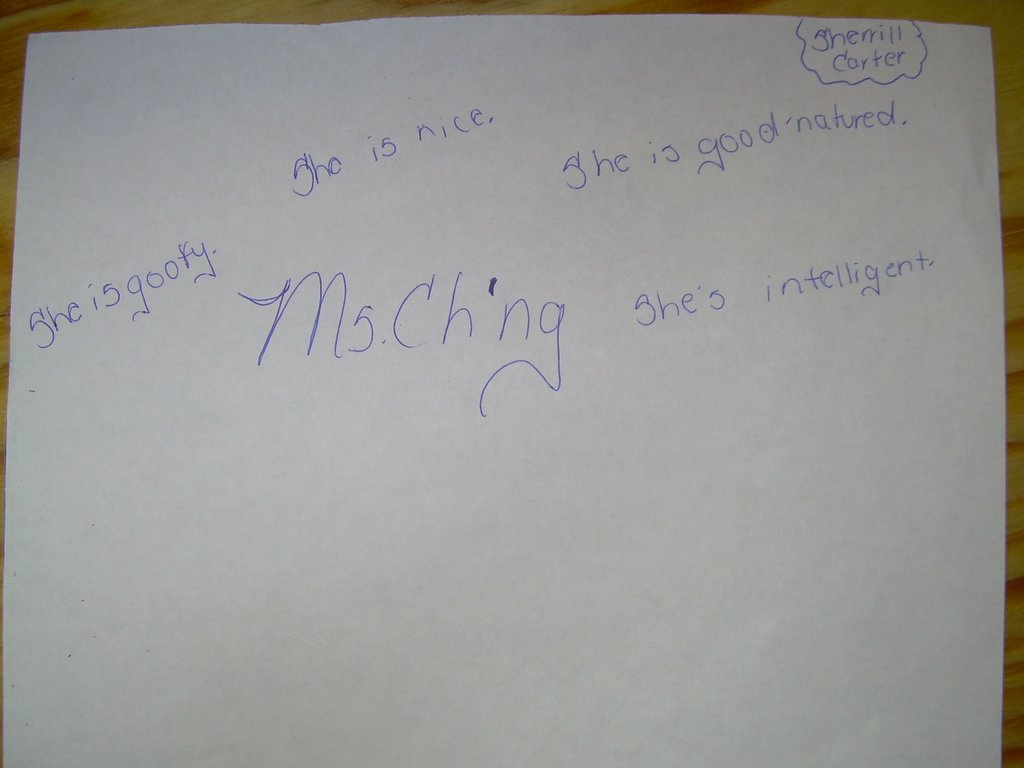 Sherrill
Carter
She is nice.
She is good-natured.
She is goofy.
Ms. Ching
She's intelligent.